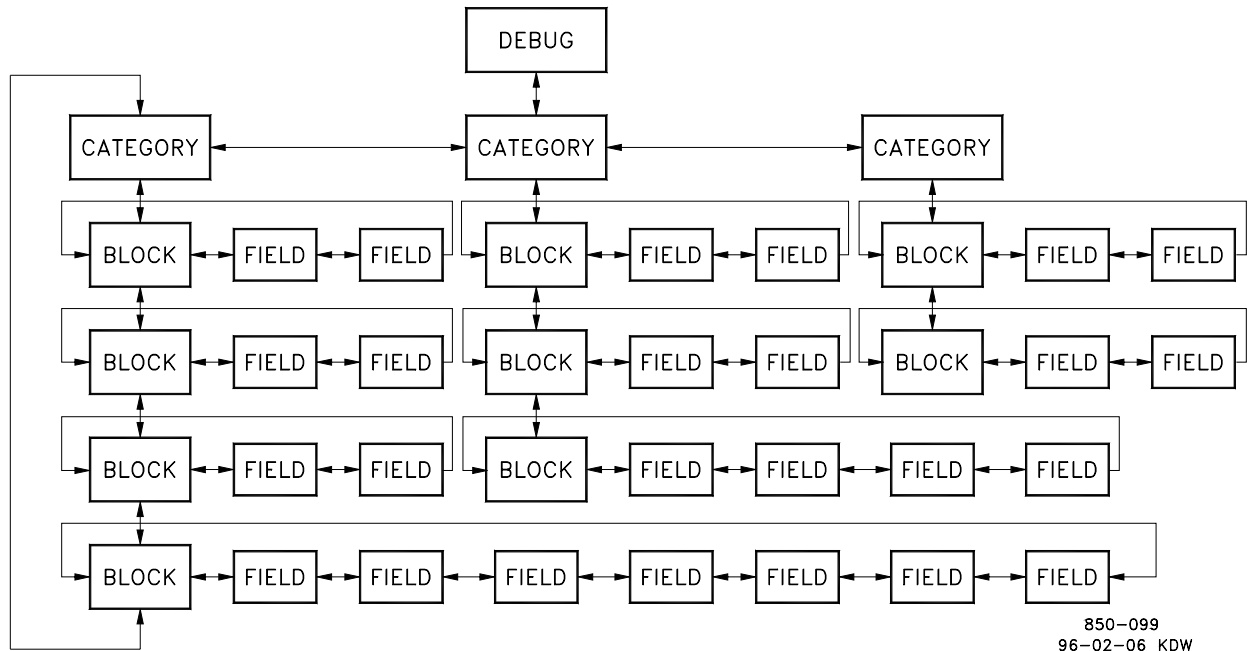 DEBUG
CATEGORY CATEGORY CATEGORY
BLOCK FIELD FIELD BLOCK FIELD FIELD BLOCK FIELD FIELD
BLOCK FIELD FIELD BLOCK FIELD FIELD BLOCK FIELD FIELD
BLOCK FIELD FIELD BLOCK FIELD FIELD FIELD FIELD
BLOCK FIELD FIELD FIELD FIELD FIELD FIELD FIELD
850-099
96-02-06 KDW